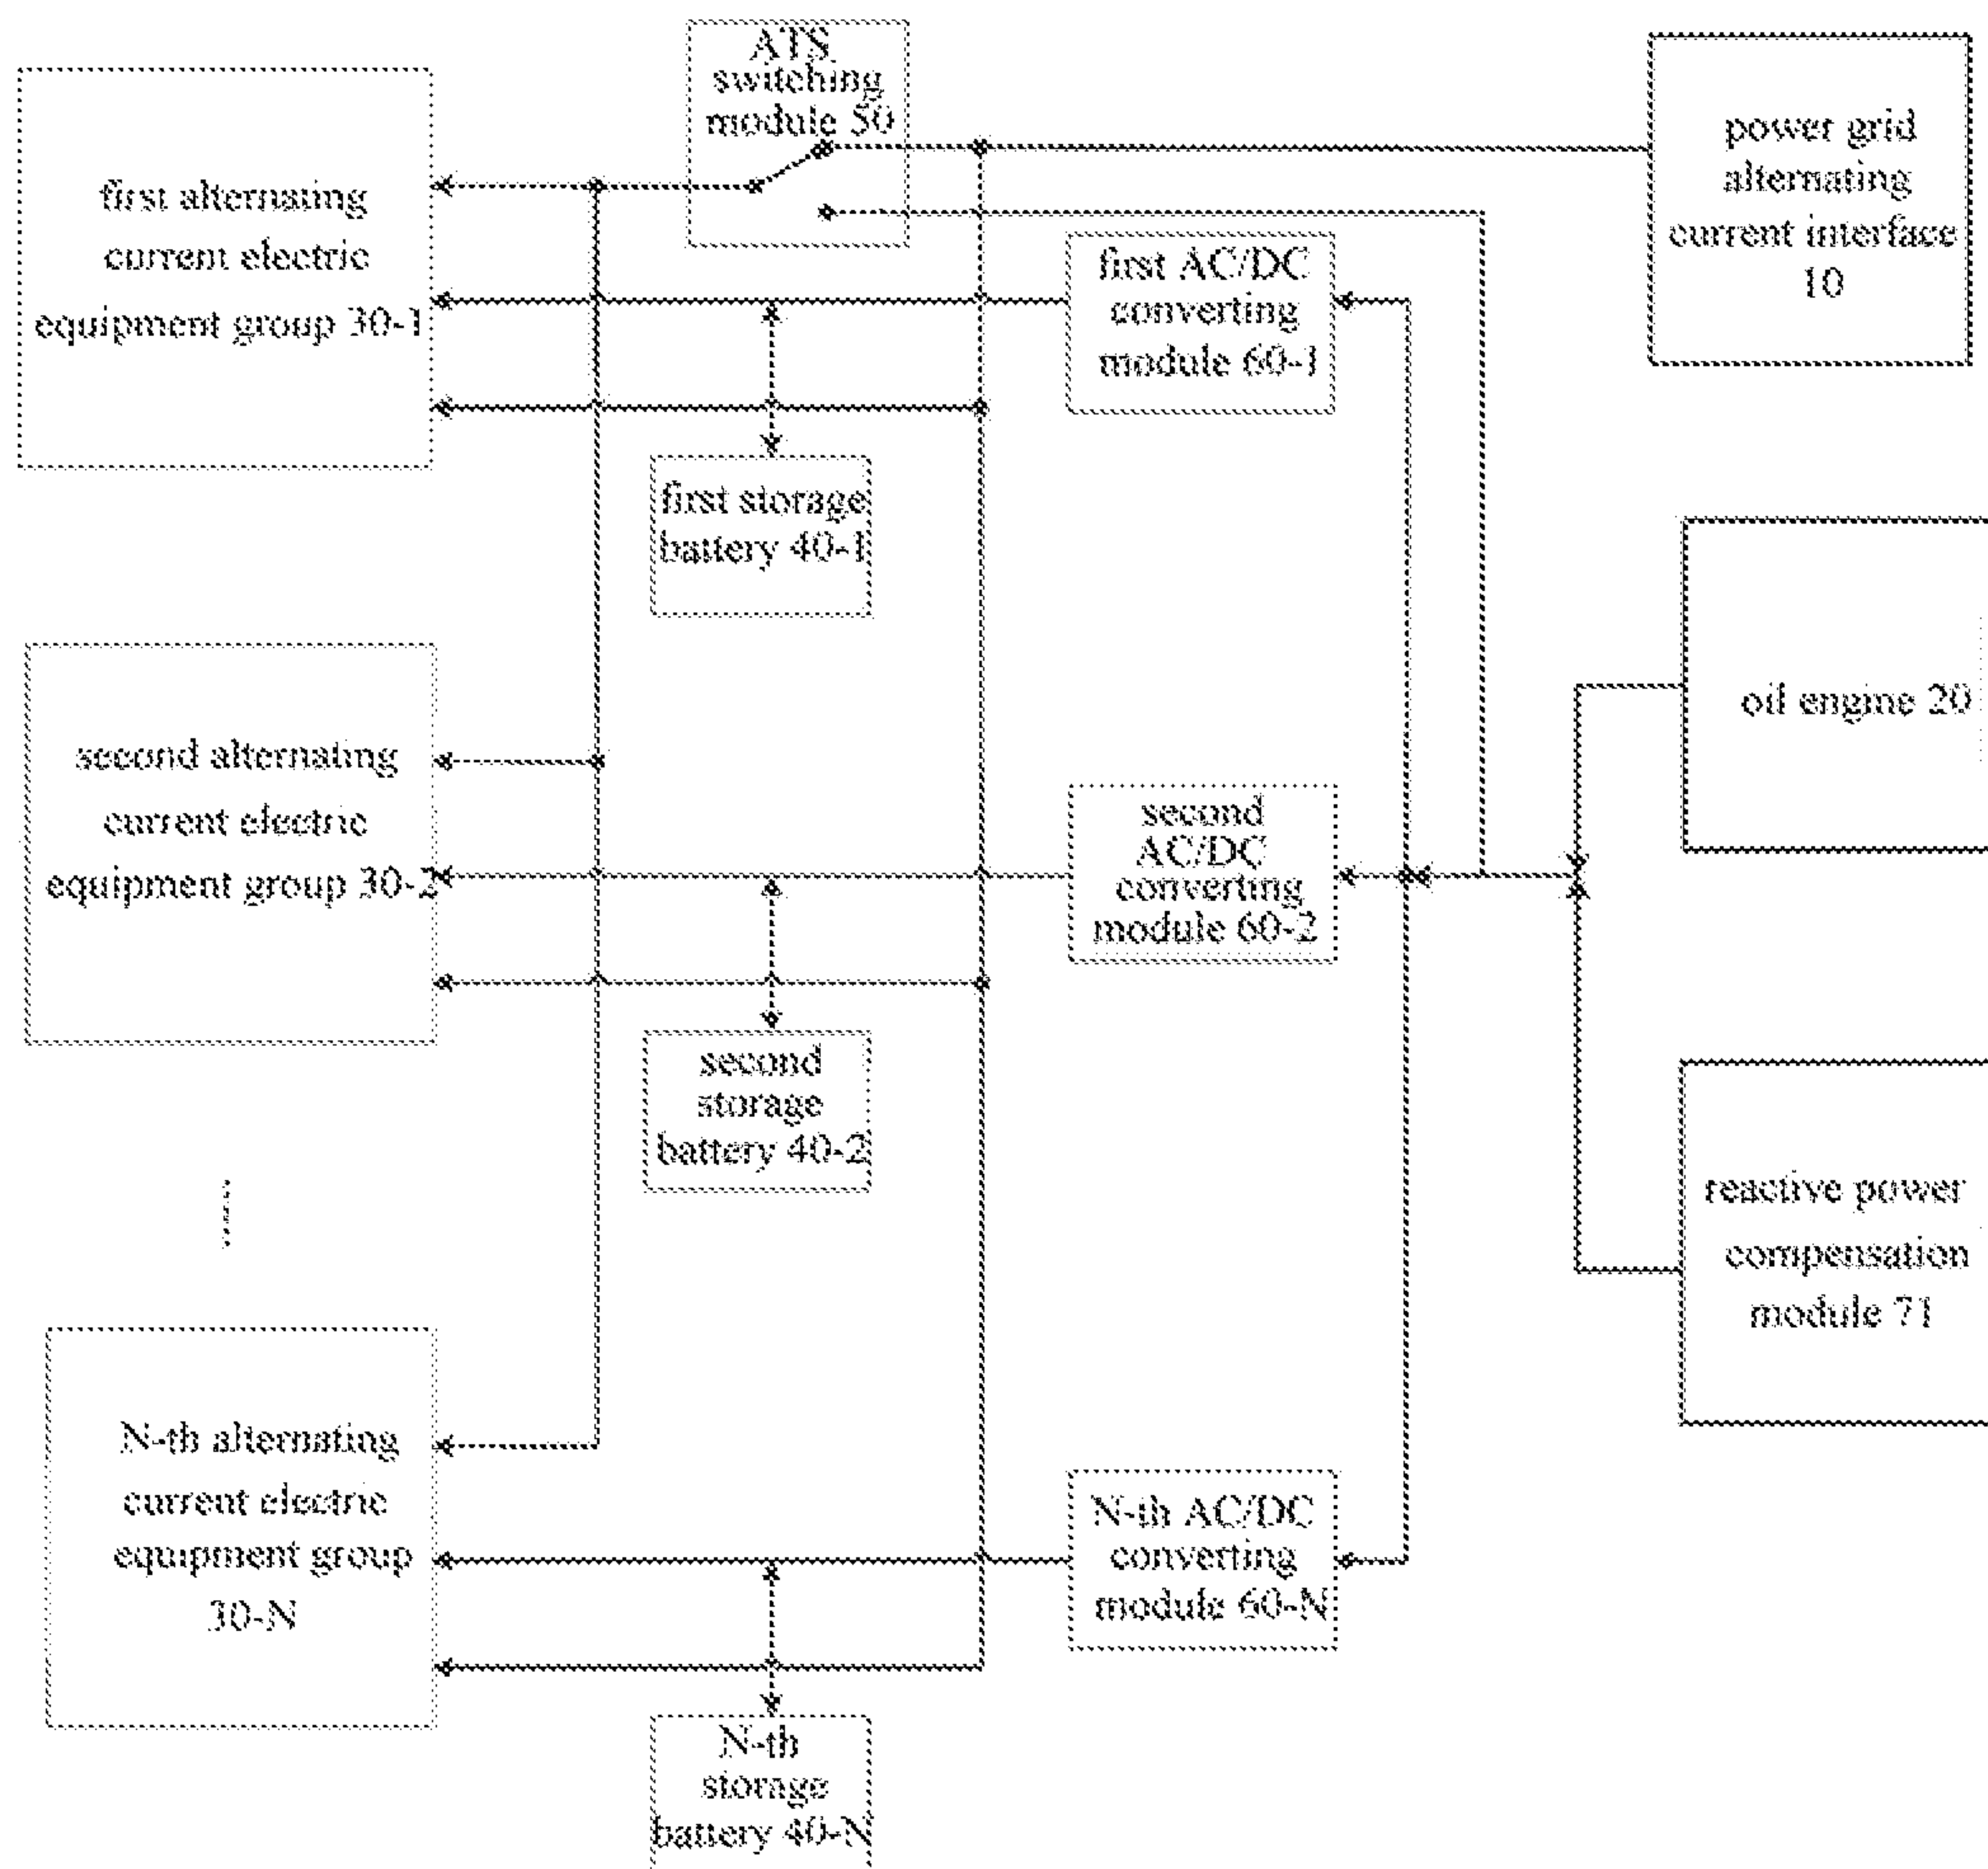 ATS
switching
module 50
power grid
alternating
current interface
10
first alternating
current electric
equipment group 30-1
first AC/DC
converting
module 60-1
first storage
battery 40-1
oil engine 20
second alternating
current electric
equipment group 30-2
second
AC/DC
converting
module 60-2
second
storage
battery 40-2
reactive power
compensation
module 71
N-th alternating
current electric
equipment group
30-N
N-th AC/DC
converting
module 60-N
N-th
storage
battery 40-N